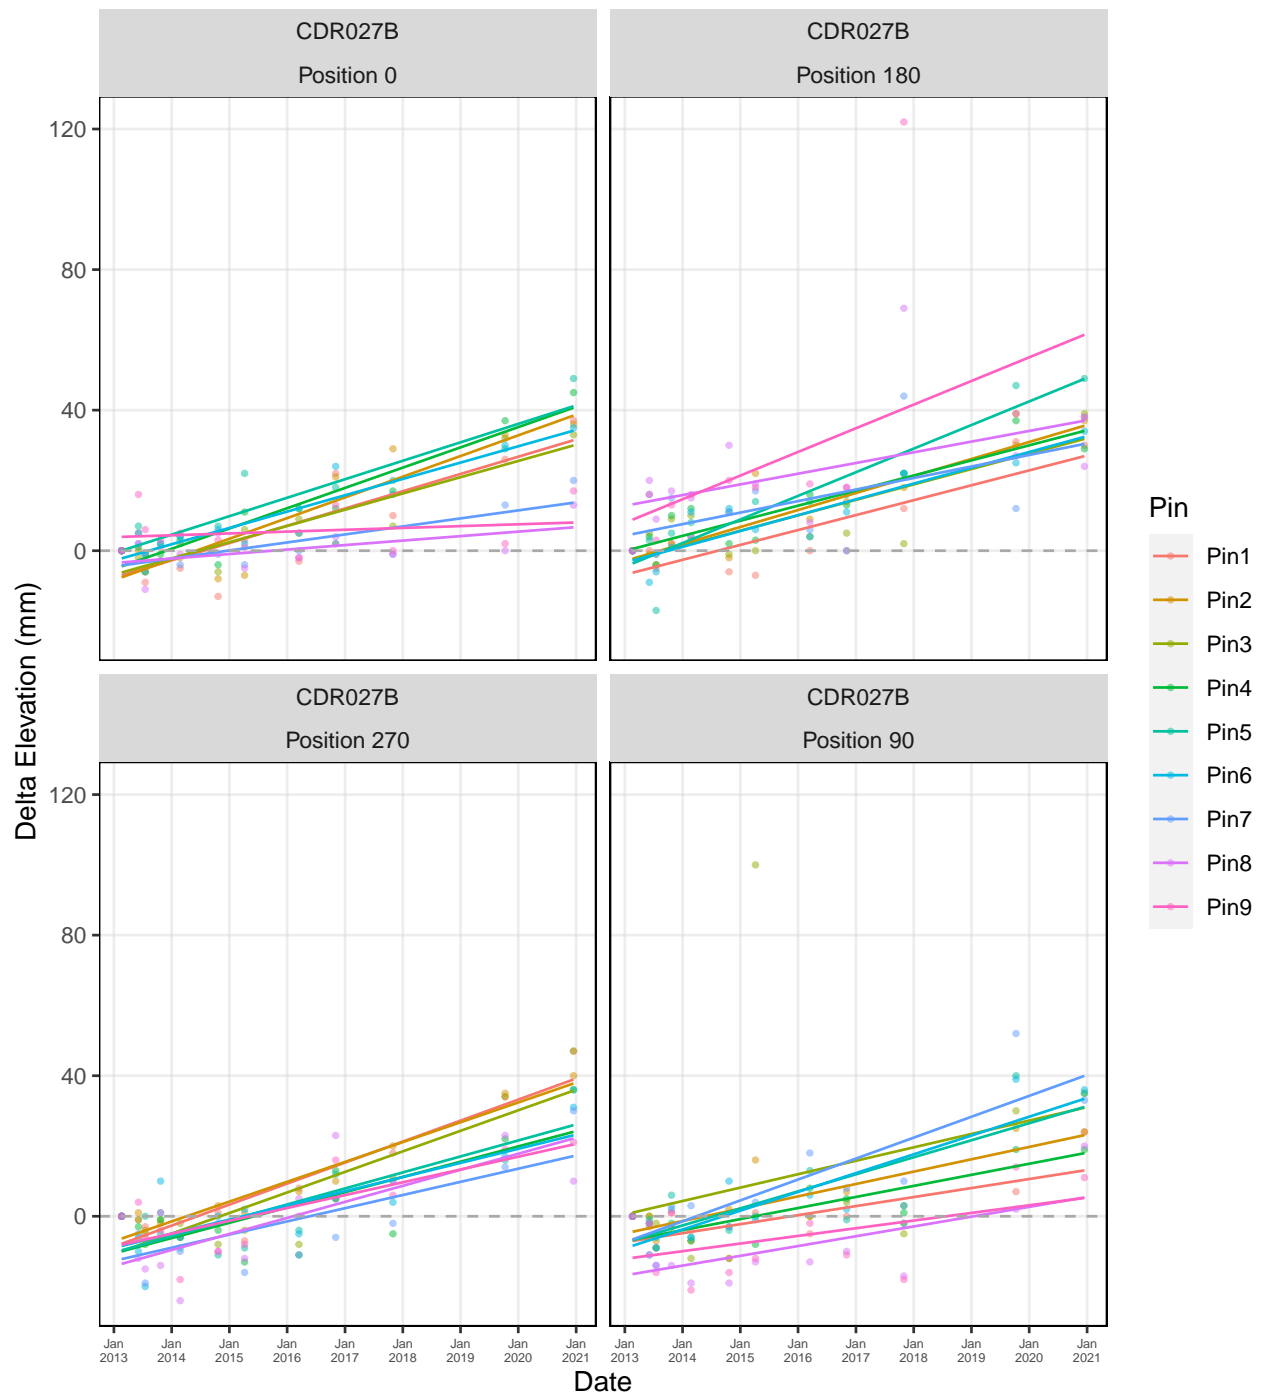 CDR027B
Position 0
CDR027B
Position 180
120
80
40
0
CDR027B
Position 270
CDR027B
Position 90
120
80
40
0
Delta Elevation (mm)
Jan 2013
Jan 2014
Jan 2015
Jan 2016
Jan 2017
Jan 2018
Jan 2019
Jan 2020
Jan 2021
Jan 2013
Jan 2014
Jan 2015
Jan 2016
Jan 2017
Jan 2018
Jan 2019
Jan 2020
Jan 2021
Date
Pin
Pin1
Pin2
Pin3
Pin4
Pin5
Pin6
Pin7
Pin8
Pin9